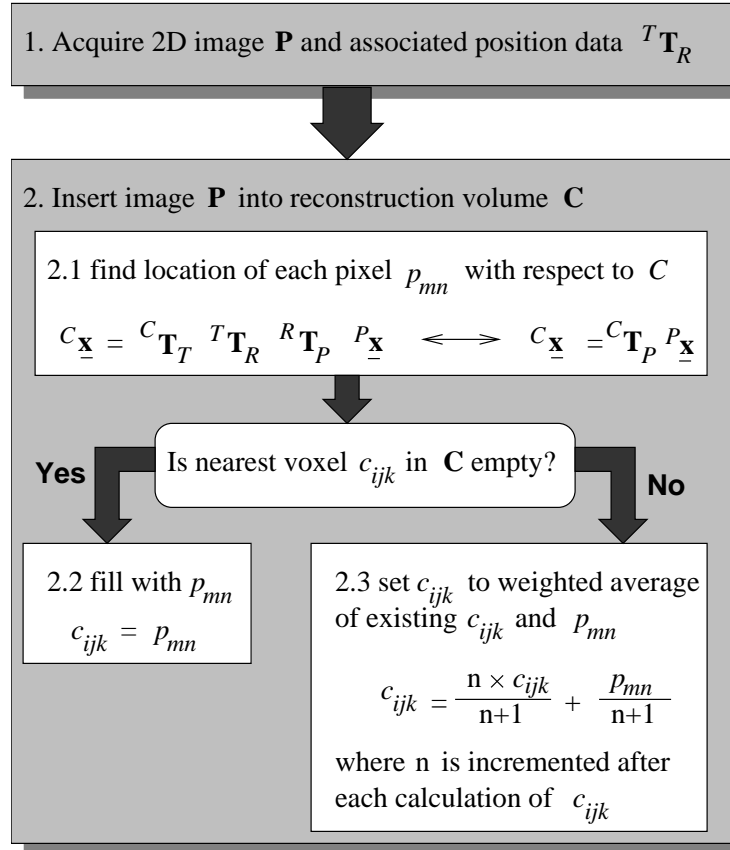 1. Acquire 2D image P and associated position data ᵀT_R
2. Insert image P into reconstruction volume C
2.1 find location of each pixel p_mn with respect to C
ᶜx̲ = ᶜT_T ᵀT_R ᴿT_P ᴾx̲ ↔ ᶜx̲ = ᶜT_P ᴾx̲
Is nearest voxel c_ijk in C empty?
Yes
No
2.2 fill with p_mn
c_ijk = p_mn
2.3 set c_ijk to weighted average
of existing c_ijk and p_mn
c_ijk = n × c_ijk / n+1 + p_mn / n+1
where n is incremented after
each calculation of c_ijk